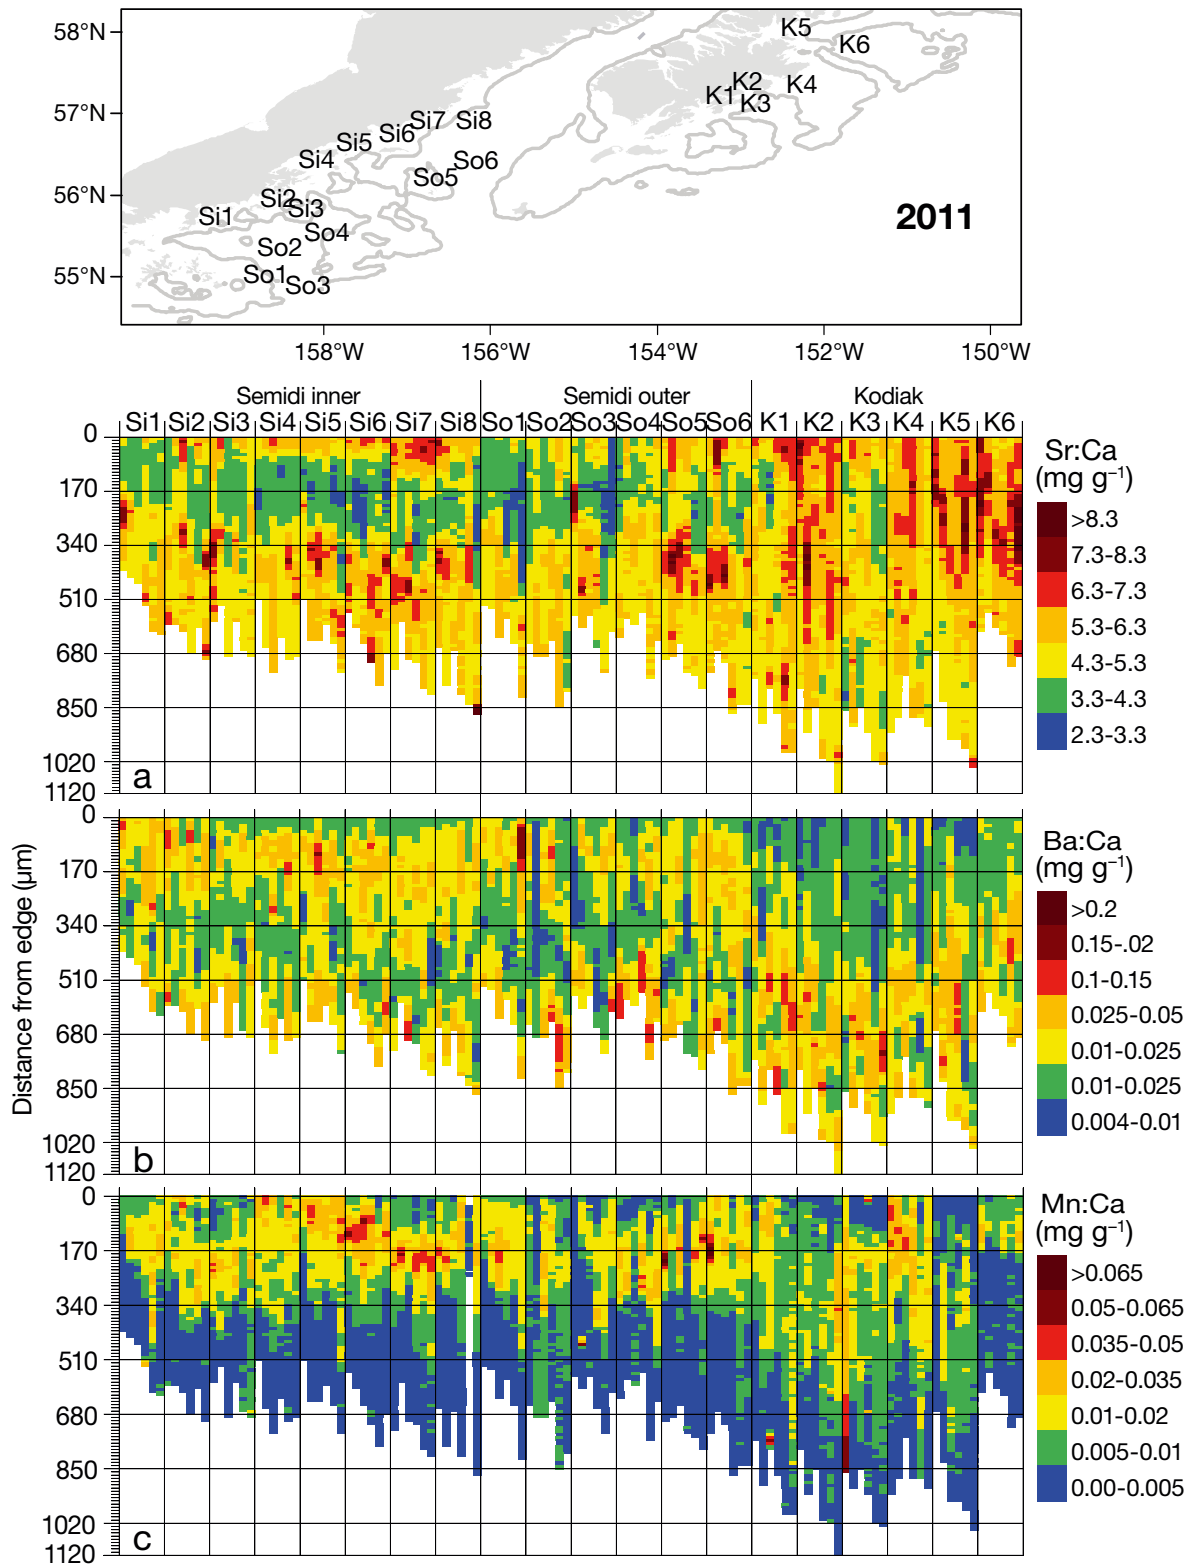 58°N
57°N
56°N
55°N
K5
K6
K2
K4
K1
K3
Si7
Si8
Si6
Si5
Si4
So6
So5
Si2
Si3
Si1
So4
So2
So1
So3
2011
158°W 156°W 154°W 152°W 150°W
Semidi inner Semidi outer Kodiak
Si1 Si2 Si3 Si4 Si5 Si6 Si7 Si8 So1 So2 So3 So4 So5 So6 K1 K2 K3 K4 K5 K6
Distance from edge (µm)
0
170
340
510
680
850
1020
1120
a
Sr:Ca
(mg g⁻¹)
>8.3
7.3-8.3
6.3-7.3
5.3-6.3
4.3-5.3
3.3-4.3
2.3-3.3
0
170
340
510
680
850
1020
1120
b
Ba:Ca
(mg g⁻¹)
>0.2
0.15-.02
0.1-0.15
0.025-0.05
0.01-0.025
0.01-0.025
0.004-0.01
0
170
340
510
680
850
1020
1120
c
Mn:Ca
(mg g⁻¹)
>0.065
0.05-0.065
0.035-0.05
0.02-0.035
0.01-0.02
0.005-0.01
0.00-0.005